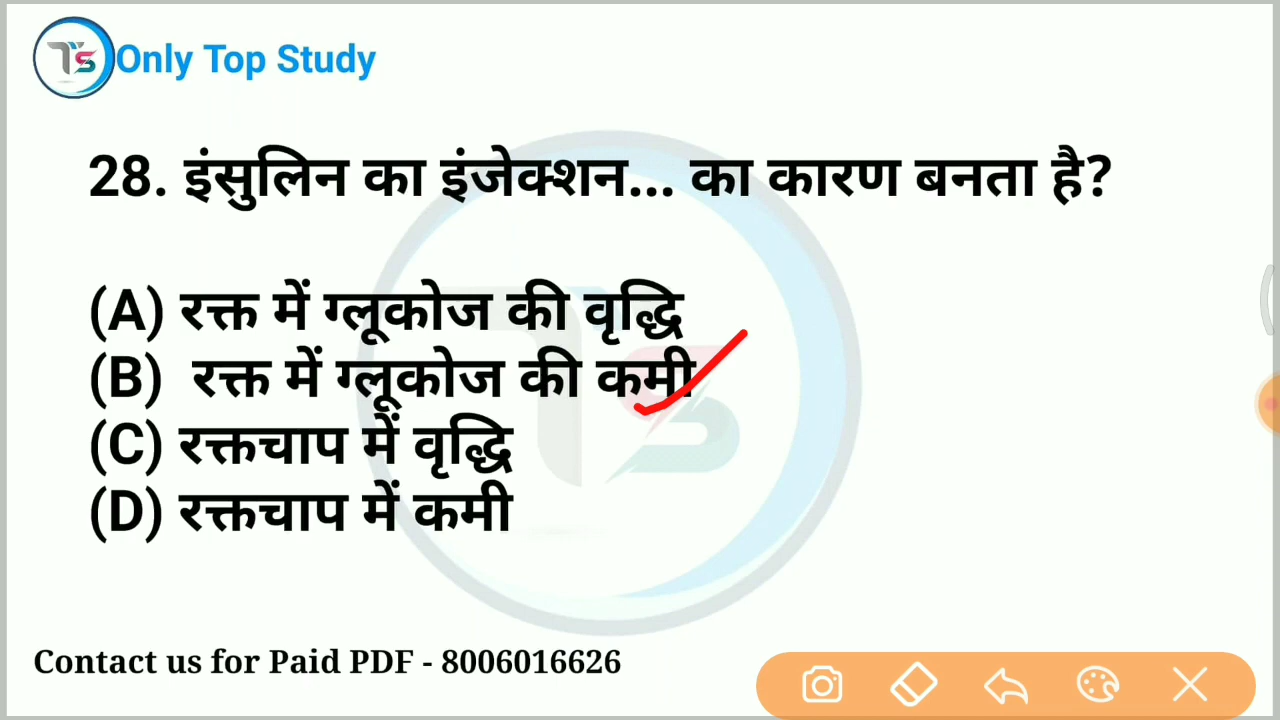 TS Only Top Study
28. इंसुलिन का इंजेक्शन... का कारण बनता है?
(A) रक्त में ग्लूकोज की वृद्धि
(B) रक्त में ग्लूकोज की कमी
(C) रक्तचाप में वृद्धि
(D) रक्तचाप में कमी
Contact us for Paid PDF - 8006016626